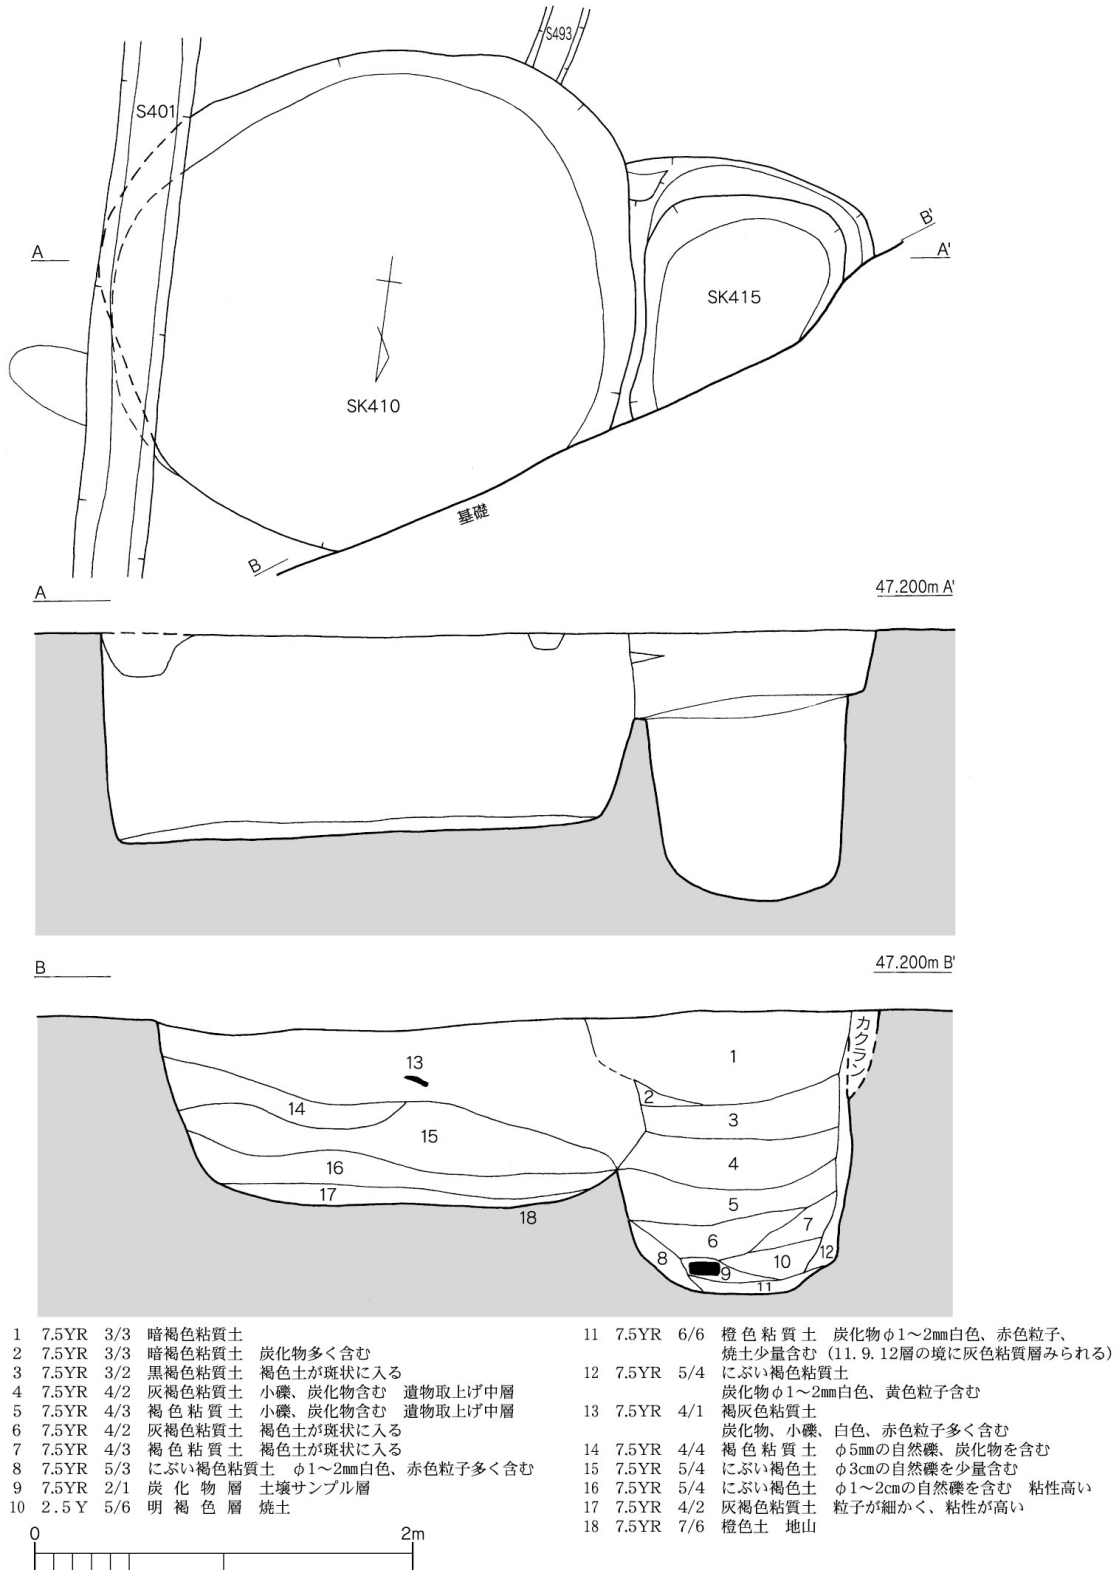 S493
S401
B'
A
A'
SK415
SK410
基礎
B
A
47.200m A'
B
47.200m B'
カクラン
13
1
2
14
3
15
4
16
5
17
7
18
6
8
10
12
9
11
1 7.5YR 3/3 暗褐色粘質土
2 7.5YR 3/3 暗褐色粘質土 炭化物多く含む
3 7.5YR 3/2 黒褐色粘質土 褐色土が斑状に入る
4 7.5YR 4/2 灰褐色粘質土 小礫、炭化物含む 遺物取上げ中層
5 7.5YR 4/3 褐色粘質土 小礫、炭化物含む 遺物取上げ中層
6 7.5YR 4/2 灰褐色粘質土 褐色土が斑状に入る
7 7.5YR 4/3 褐色粘質土 褐色土が斑状に入る
8 7.5YR 5/3 にぶい褐色粘質土 φ1～2㎜白色、赤色粒子多く含む
9 7.5YR 2/1 炭化物層 土壌サンプル層
10 2.5Y 5/6 明褐色層 焼土
11 7.5YR 6/6 橙色粘質土 炭化物φ1～2㎜白色、赤色粒子、
焼土少量含む (11.9.12層の境に灰色粘質層みられる)
12 7.5YR 5/4 にぶい褐色粘質土
炭化物φ1～2㎜白色、黄色粒子含む
13 7.5YR 4/1 褐灰色粘質土
炭化物、小礫、白色、赤色粒子多く含む
14 7.5YR 4/4 褐色粘質土 φ5㎜の自然礫、炭化物を含む
15 7.5YR 5/4 にぶい褐色土 φ3㎝の自然礫を少量含む
16 7.5YR 5/4 にぶい褐色土 φ1～2㎝の自然礫を含む 粘性高い
17 7.5YR 4/2 灰褐色粘質土 粒子が細かく、粘性が高い
18 7.5YR 7/6 橙色土 地山
0 2m